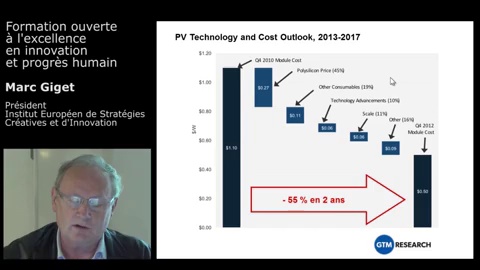 Formation ouverte
à l'excellence
en innovation
et progrès humain
Marc Giget
Président
Institut Européen de Stratégies
Créatives et d'Innovation
PV Technology and Cost Outlook, 2013-2017
$1.20
$1.00
$0.80
$0.60
$0.40
$0.20
$0.00
$/W
Q4 2010 Module Cost
Polysilicon Price (45%)
Other Consumables (19%)
Technology Advancements (10%)
Scale (11%)
Other (16%)
Q4 2012
Module Cost
$1.10
$0.27
$0.11
$0.06
$0.06
$0.09
$0.50
- 55 % en 2 ans
GTM RESEARCH